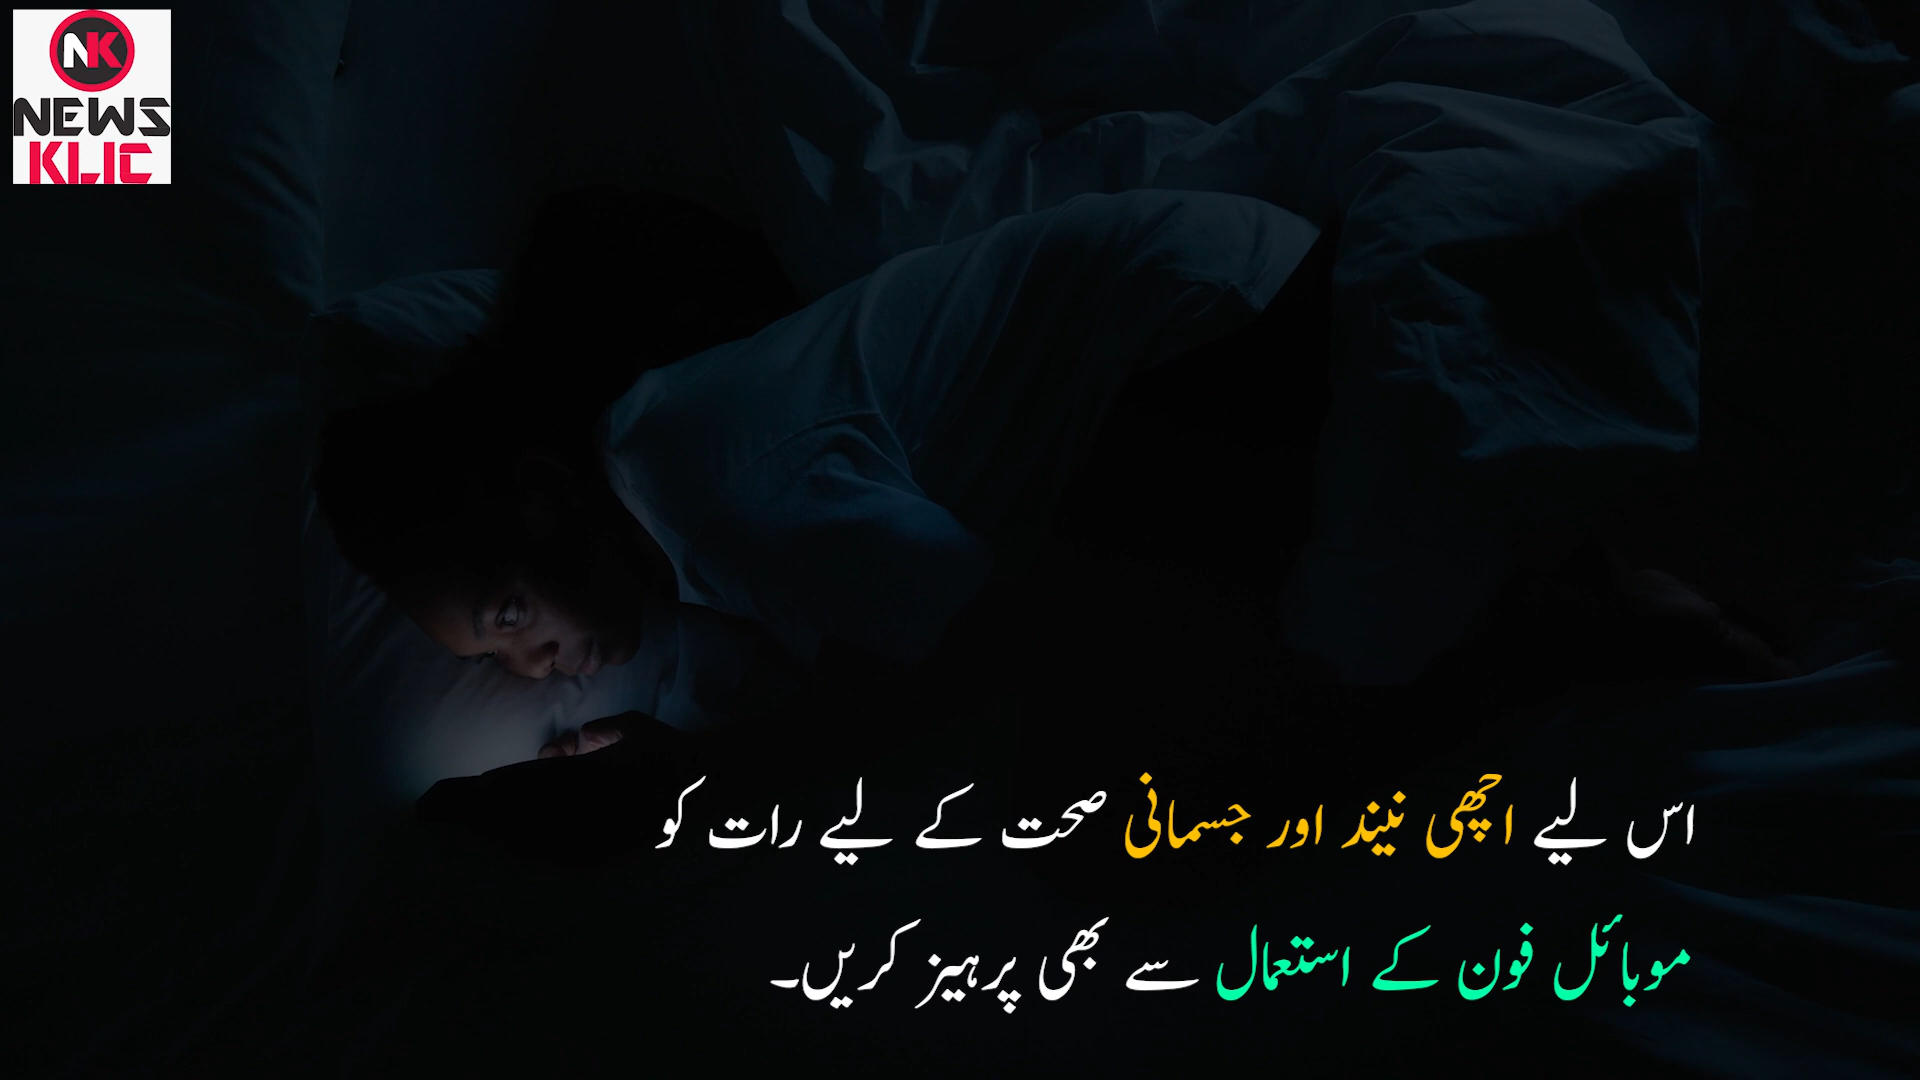 NK
NEWS
KLIC
اس لیے اچھی نیند اور جسمانی صحت کے لیے رات کو
موبائل فون کے استعمال سے بھی پرہیز کریں۔